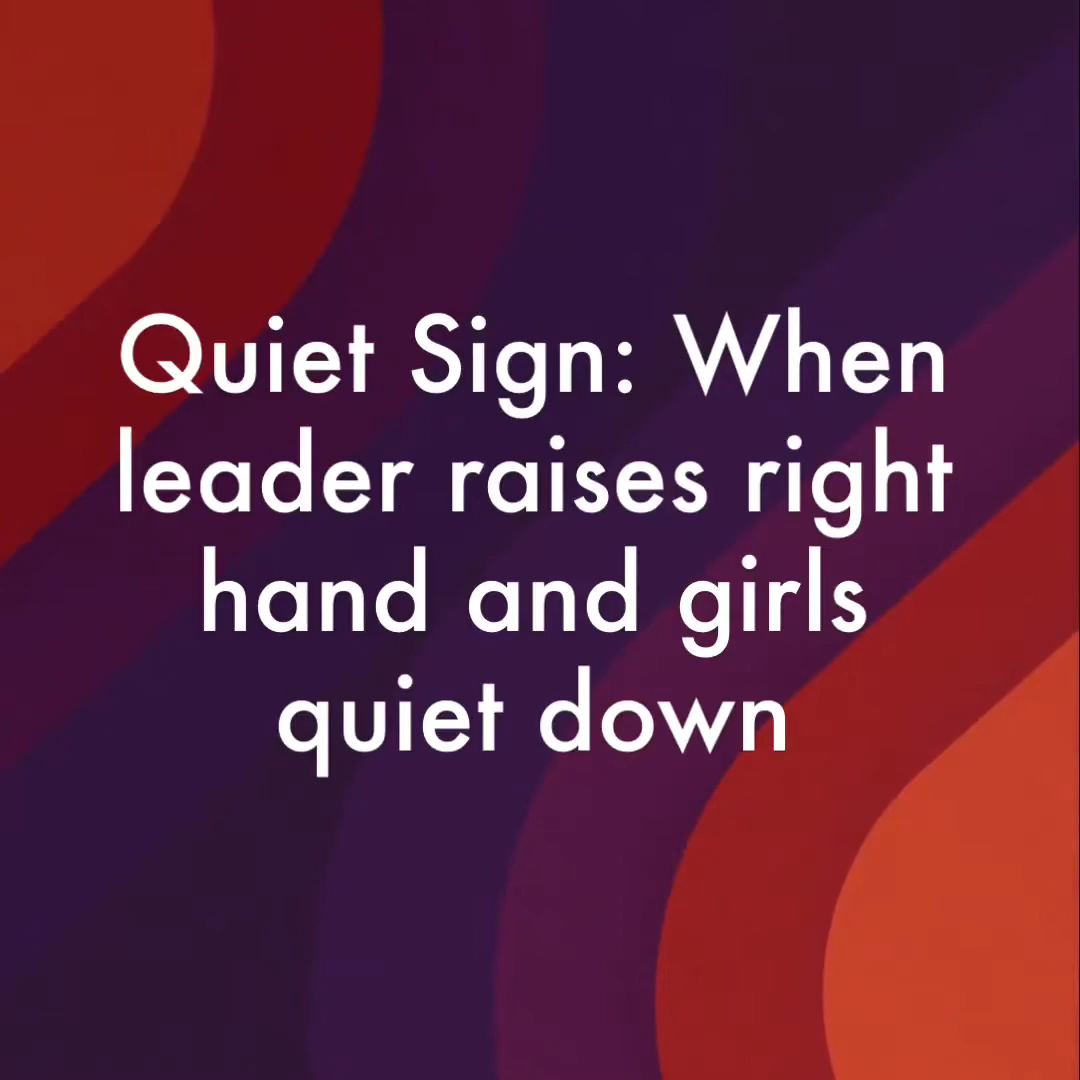 Quiet Sign: When
leader raises right
hand and girls
quiet down